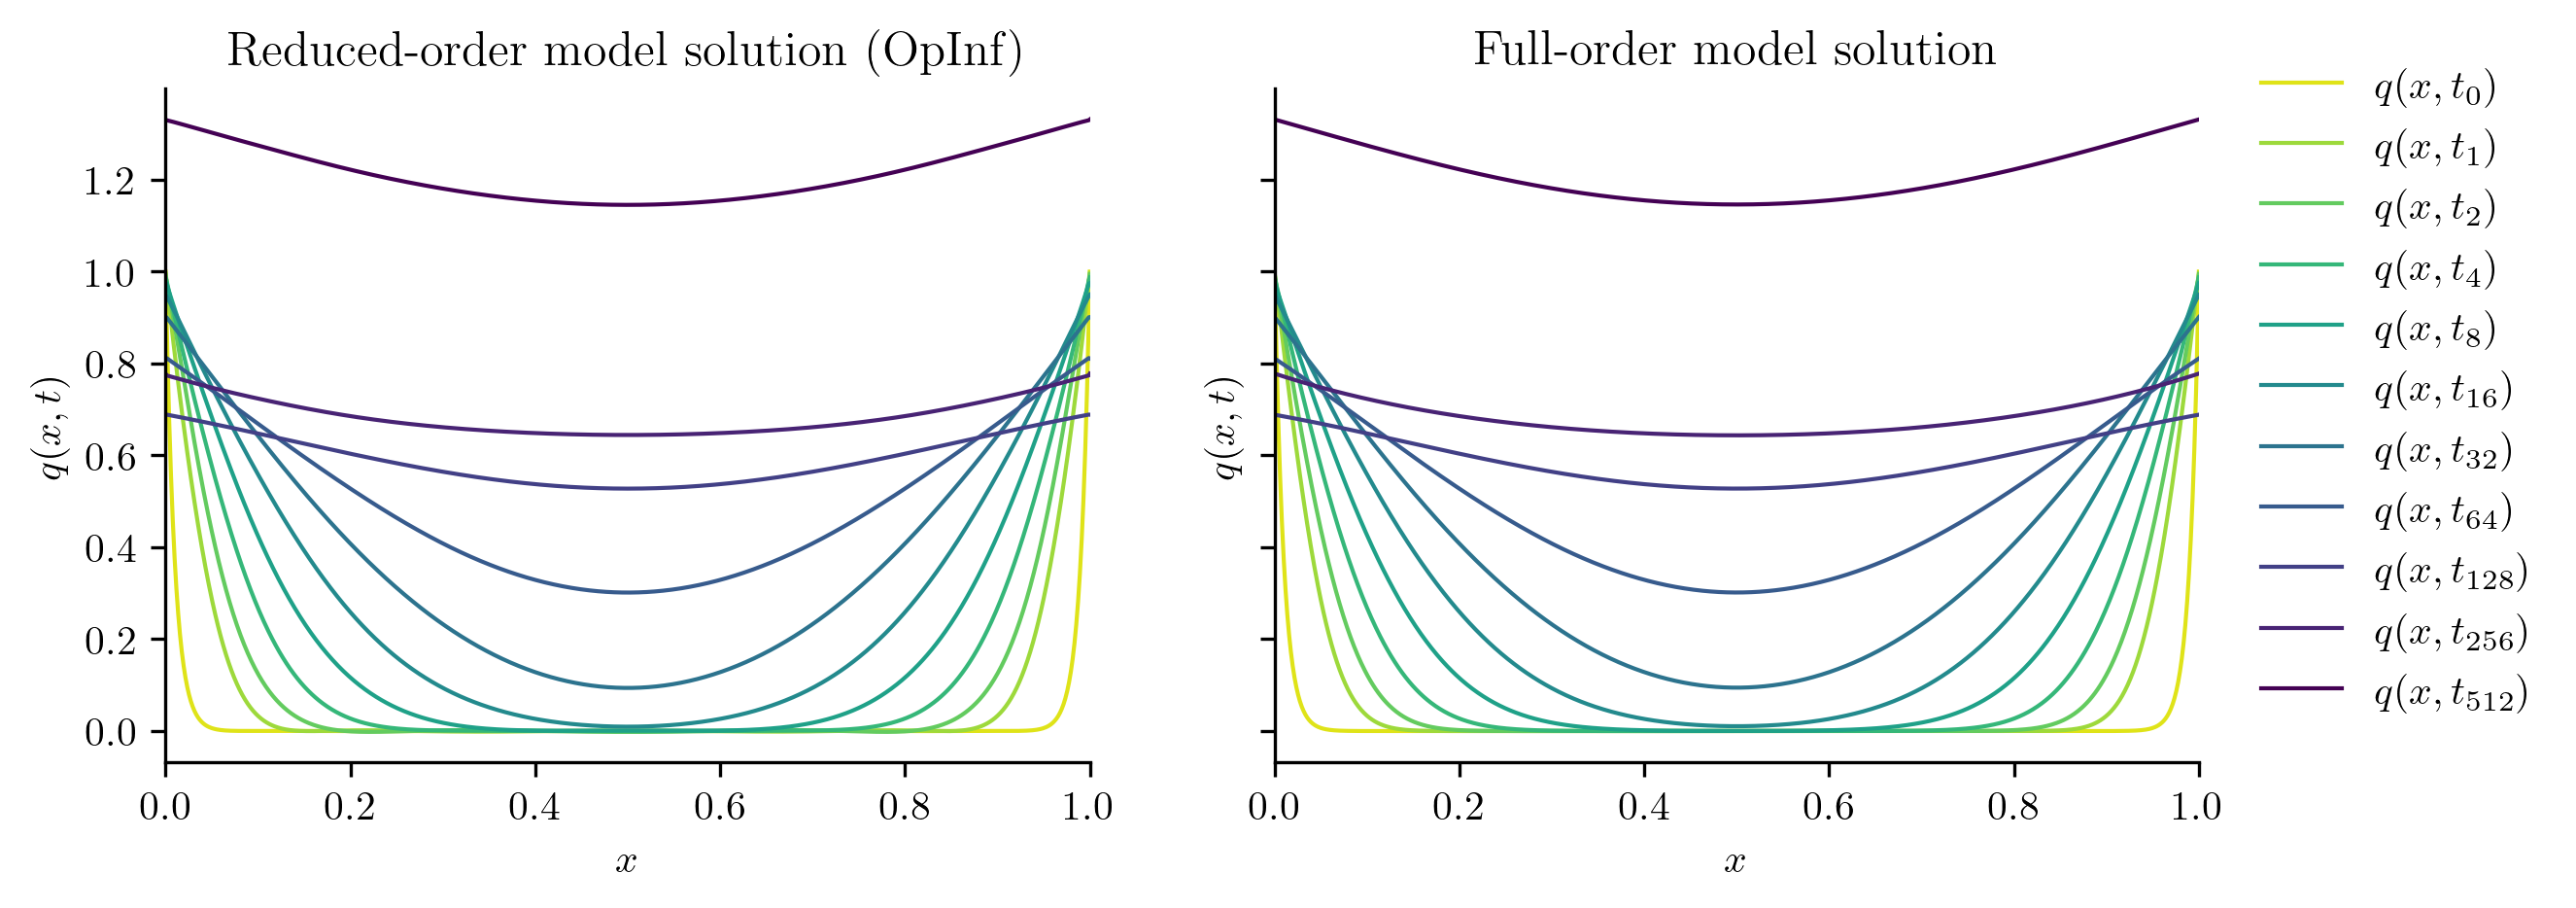 Reduced-order model solution (OpInf)
q(x, t)
1.2
1.0
0.8
0.6
0.4
0.2
0.0
0.0 0.2 0.4 0.6 0.8 1.0
x
Full-order model solution
q(x, t)
0.0 0.2 0.4 0.6 0.8 1.0
x
q(x, t₀)
q(x, t₁)
q(x, t₂)
q(x, t₄)
q(x, t₈)
q(x, t₁₆)
q(x, t₃₂)
q(x, t₆₄)
q(x, t₁₂₈)
q(x, t₂₅₆)
q(x, t₅₁₂)